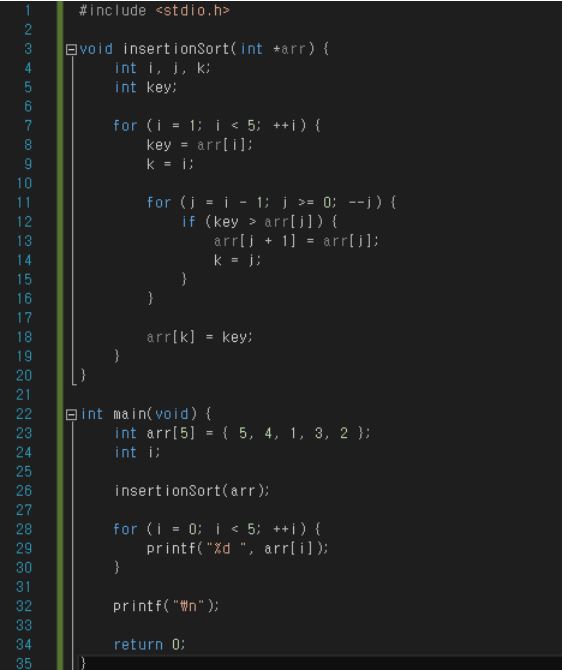 1 #include <stdio.h>
2
3 void insertionSort(int *arr) {
4 int i, j, k;
5 int key;
6
7 for (i = 1; i < 5; ++i) {
8 key = arr[i];
9 k = i;
10
11 for (j = i - 1; j >= 0; --j) {
12 if (key > arr[j]) {
13 arr[j + 1] = arr[j];
14 k = j;
15 }
16 }
17
18 arr[k] = key;
19 }
20 }
21
22 int main(void) {
23 int arr[5] = { 5, 4, 1, 3, 2 };
24 int i;
25
26 insertionSort(arr);
27
28 for (i = 0; i < 5; ++i) {
29 printf("%d ", arr[i]);
30 }
31
32 printf("₩n");
33
34 return 0;
35 }